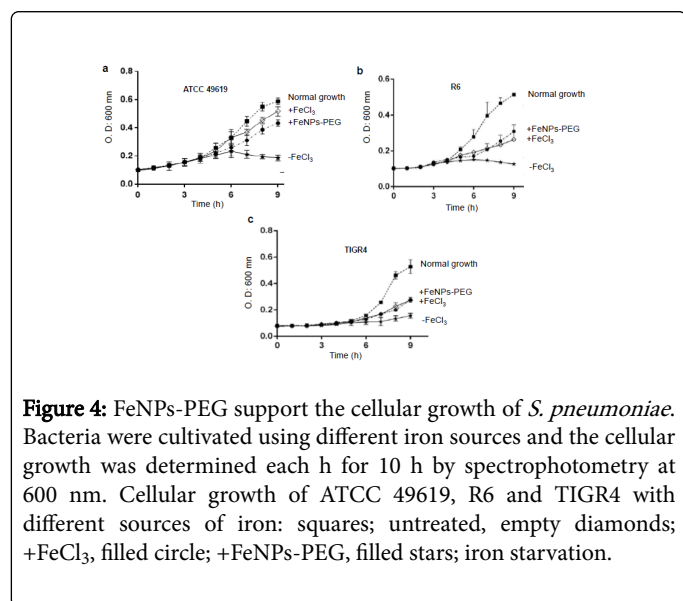 a
ATCC 49619
O. D: 600 mn
0.8
0.6
0.4
0.2
0.0
0 3 6 9
Time (h)
Normal growth
+FeCl3
+FeNPs-PEG
-FeCl3
b
R6
O. D: 600 mn
0.6
0.4
0.2
0.0
0 3 6 9
Time (h)
Normal growth
+FeNPs-PEG
+FeCl3
-FeCl3
c
TIGR4
O. D: 600 mn
0.8
0.6
0.4
0.2
0.0
0 3 6 9
Time (h)
Normal growth
+FeNPs-PEG
+FeCl3
-FeCl3
Figure 4: FeNPs-PEG support the cellular growth of S. pneumoniae.
Bacteria were cultivated using different iron sources and the cellular
growth was determined each h for 10 h by spectrophotometry at
600 nm. Cellular growth of ATCC 49619, R6 and TIGR4 with
different sources of iron: squares; untreated, empty diamonds;
+FeCl3, filled circle; +FeNPs-PEG, filled stars; iron starvation.